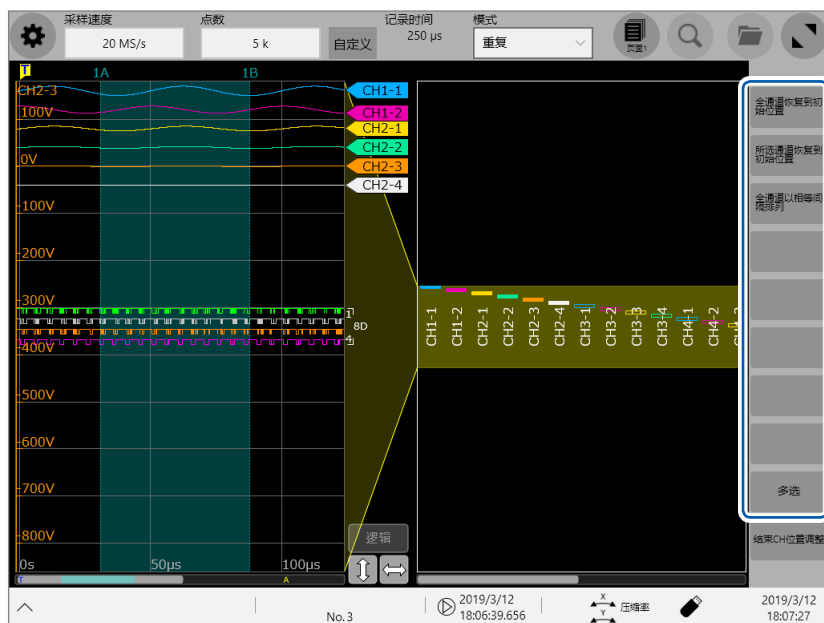 采样速度
点数
记录时间
模式
20 MS/s
5 k
自定义
250 μs
重复
页面1
T
1A
1B
CH2-3
100V
0V
-100V
-200V
-300V
-400V
-500V
-600V
-700V
-800V
0s
50μs
100μs
CH1-1
CH1-2
CH2-1
CH2-2
CH2-3
CH2-4
1
8D
4
逻辑
T
A
CH1-1
CH1-2
CH2-1
CH2-2
CH2-3
CH2-4
CH3-1
CH3-2
CH3-3
CH3-4
CH4-1
CH4-2
全通道恢复到初
始位置
所选通道恢复到
初始位置
全通道以相等间
隔排列
多选
结束CH位置调整
No.3
2019/3/12
18:06:39.656
X
Y
压缩率
2019/3/12
18:07:27